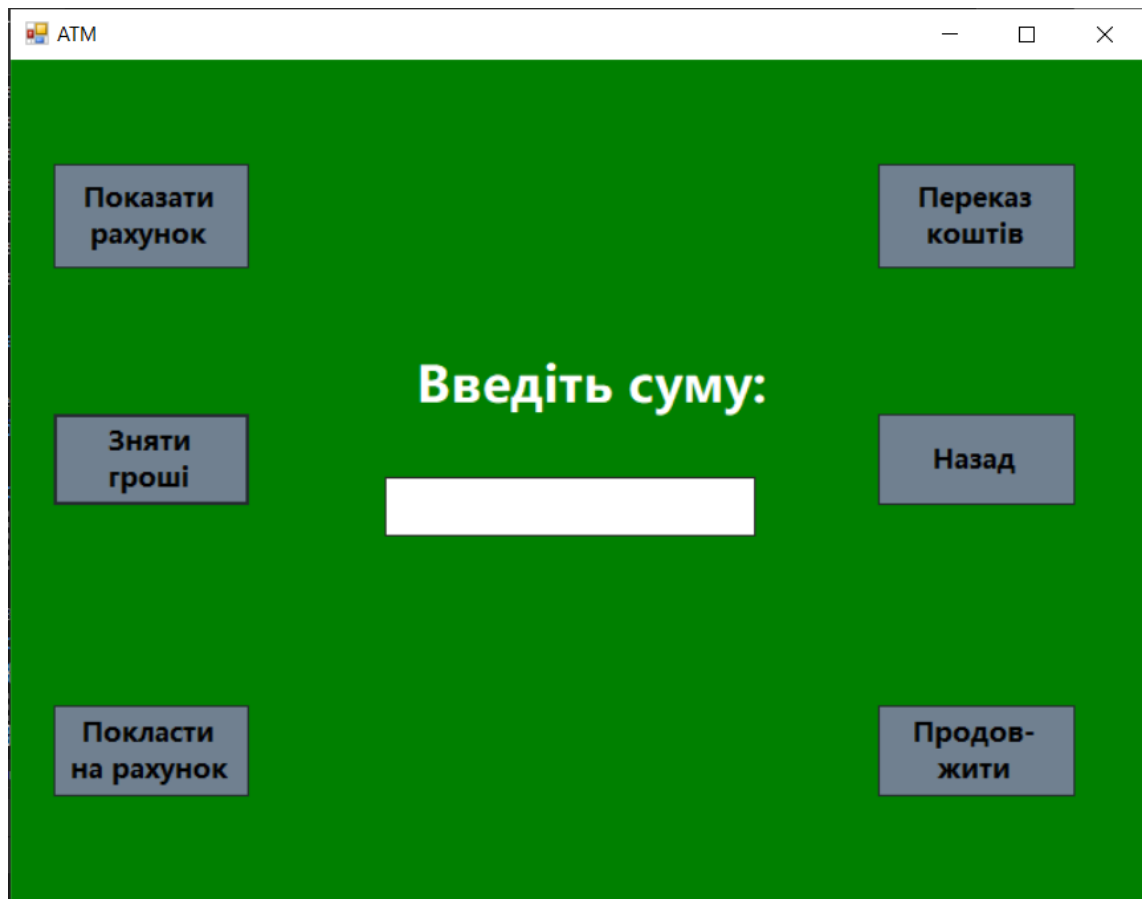 ATM
Показати
рахунок
Переказ
коштів
Введіть суму:
Зняти
гроші
Назад
Покласти
на рахунок
Продов-
жити